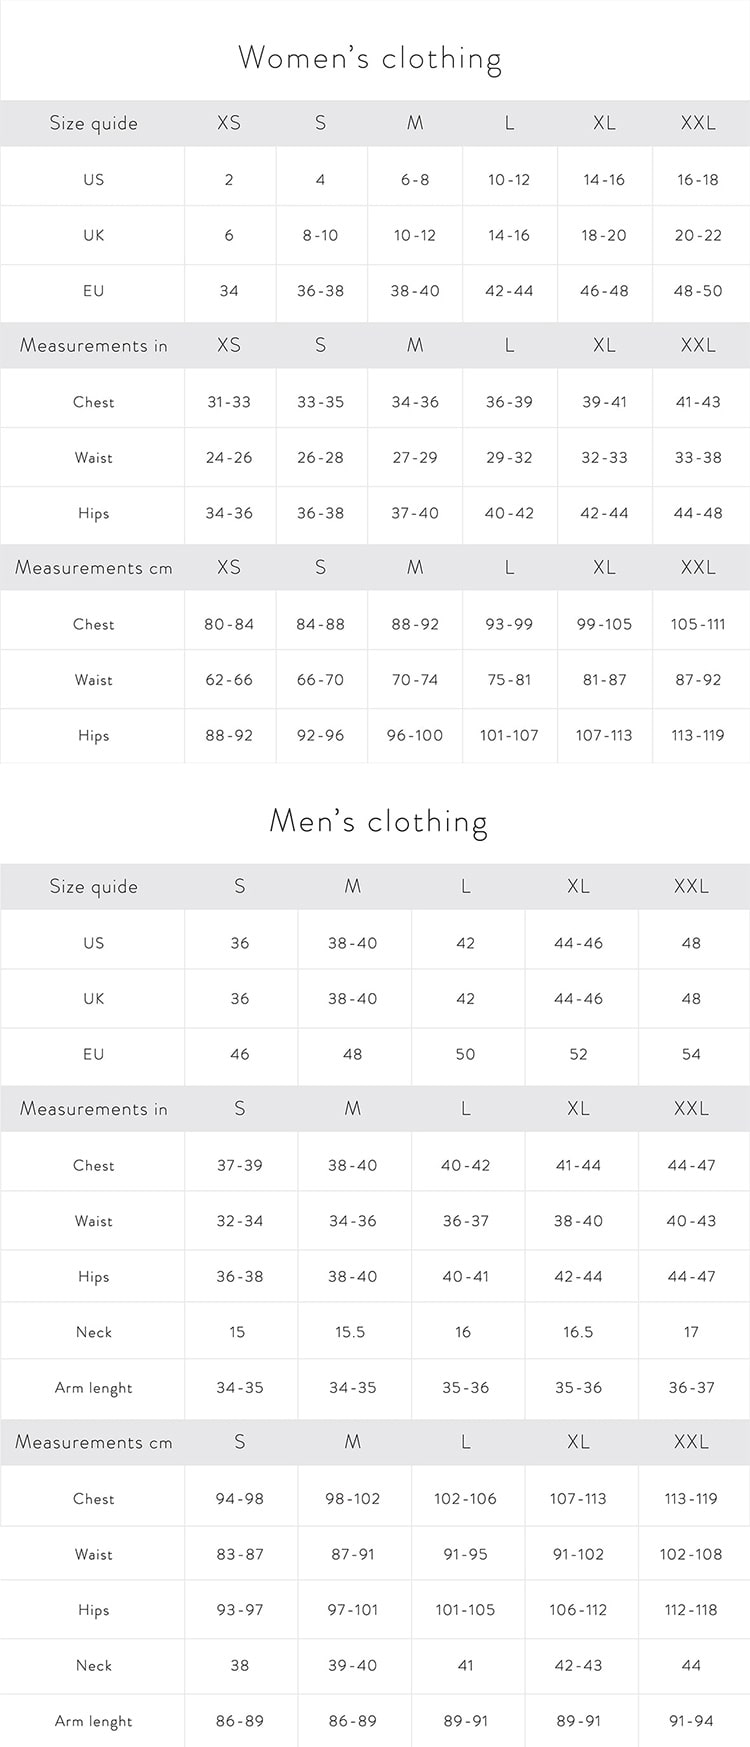 Women's clothing
Size quide XS S M L XL XXL
US 2 4 6-8 10-12 14-16 16-18
UK 6 8-10 10-12 14-16 18-20 20-22
EU 34 36-38 38-40 42-44 46-48 48-50
Measurements in XS S M L XL XXL
Chest 31-33 33-35 34-36 36-39 39-41 41-43
Waist 24-26 26-28 27-29 29-32 32-33 33-38
Hips 34-36 36-38 37-40 40-42 42-44 44-48
Measurements cm XS S M L XL XXL
Chest 80-84 84-88 88-92 93-99 99-105 105-111
Waist 62-66 66-70 70-74 75-81 81-87 87-92
Hips 88-92 92-96 96-100 101-107 107-113 113-119
Men's clothing
Size quide S M L XL XXL
US 36 38-40 42 44-46 48
UK 36 38-40 42 44-46 48
EU 46 48 50 52 54
Measurements in S M L XL XXL
Chest 37-39 38-40 40-42 41-44 44-47
Waist 32-34 34-36 36-37 38-40 40-43
Hips 36-38 38-40 40-41 42-44 44-47
Neck 15 15.5 16 16.5 17
Arm lenght 34-35 34-35 35-36 35-36 36-37
Measurements cm S M L XL XXL
Chest 94-98 98-102 102-106 107-113 113-119
Waist 83-87 87-91 91-95 91-102 102-108
Hips 93-97 97-101 101-105 106-112 112-118
Neck 38 39-40 41 42-43 44
Arm lenght 86-89 86-89 89-91 89-91 91-94